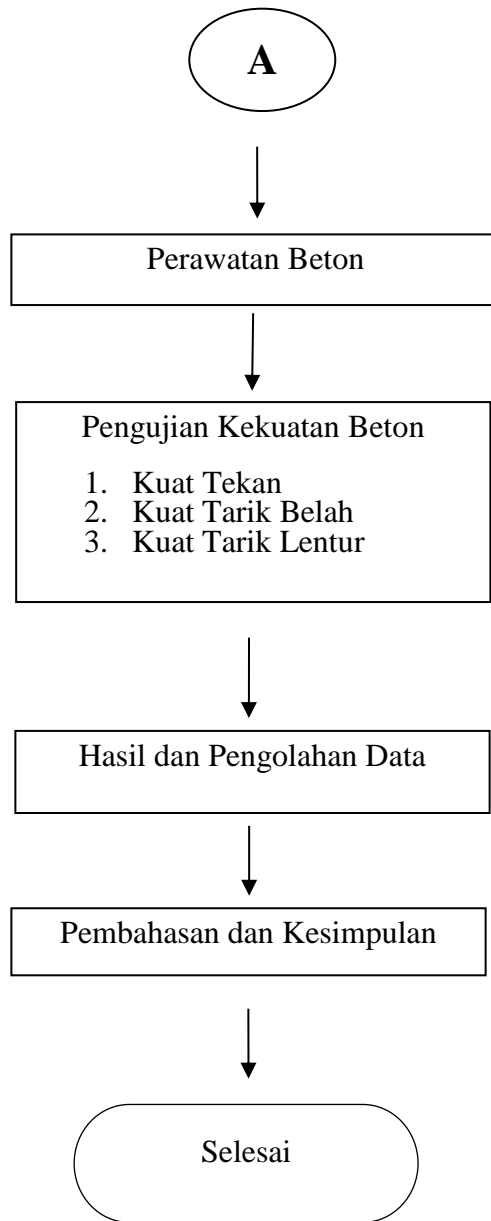 A
Perawatan Beton
Pengujian Kekuatan Beton
1. Kuat Tekan
2. Kuat Tarik Belah
3. Kuat Tarik Lentur
Hasil dan Pengolahan Data
Pembahasan dan Kesimpulan
Selesai